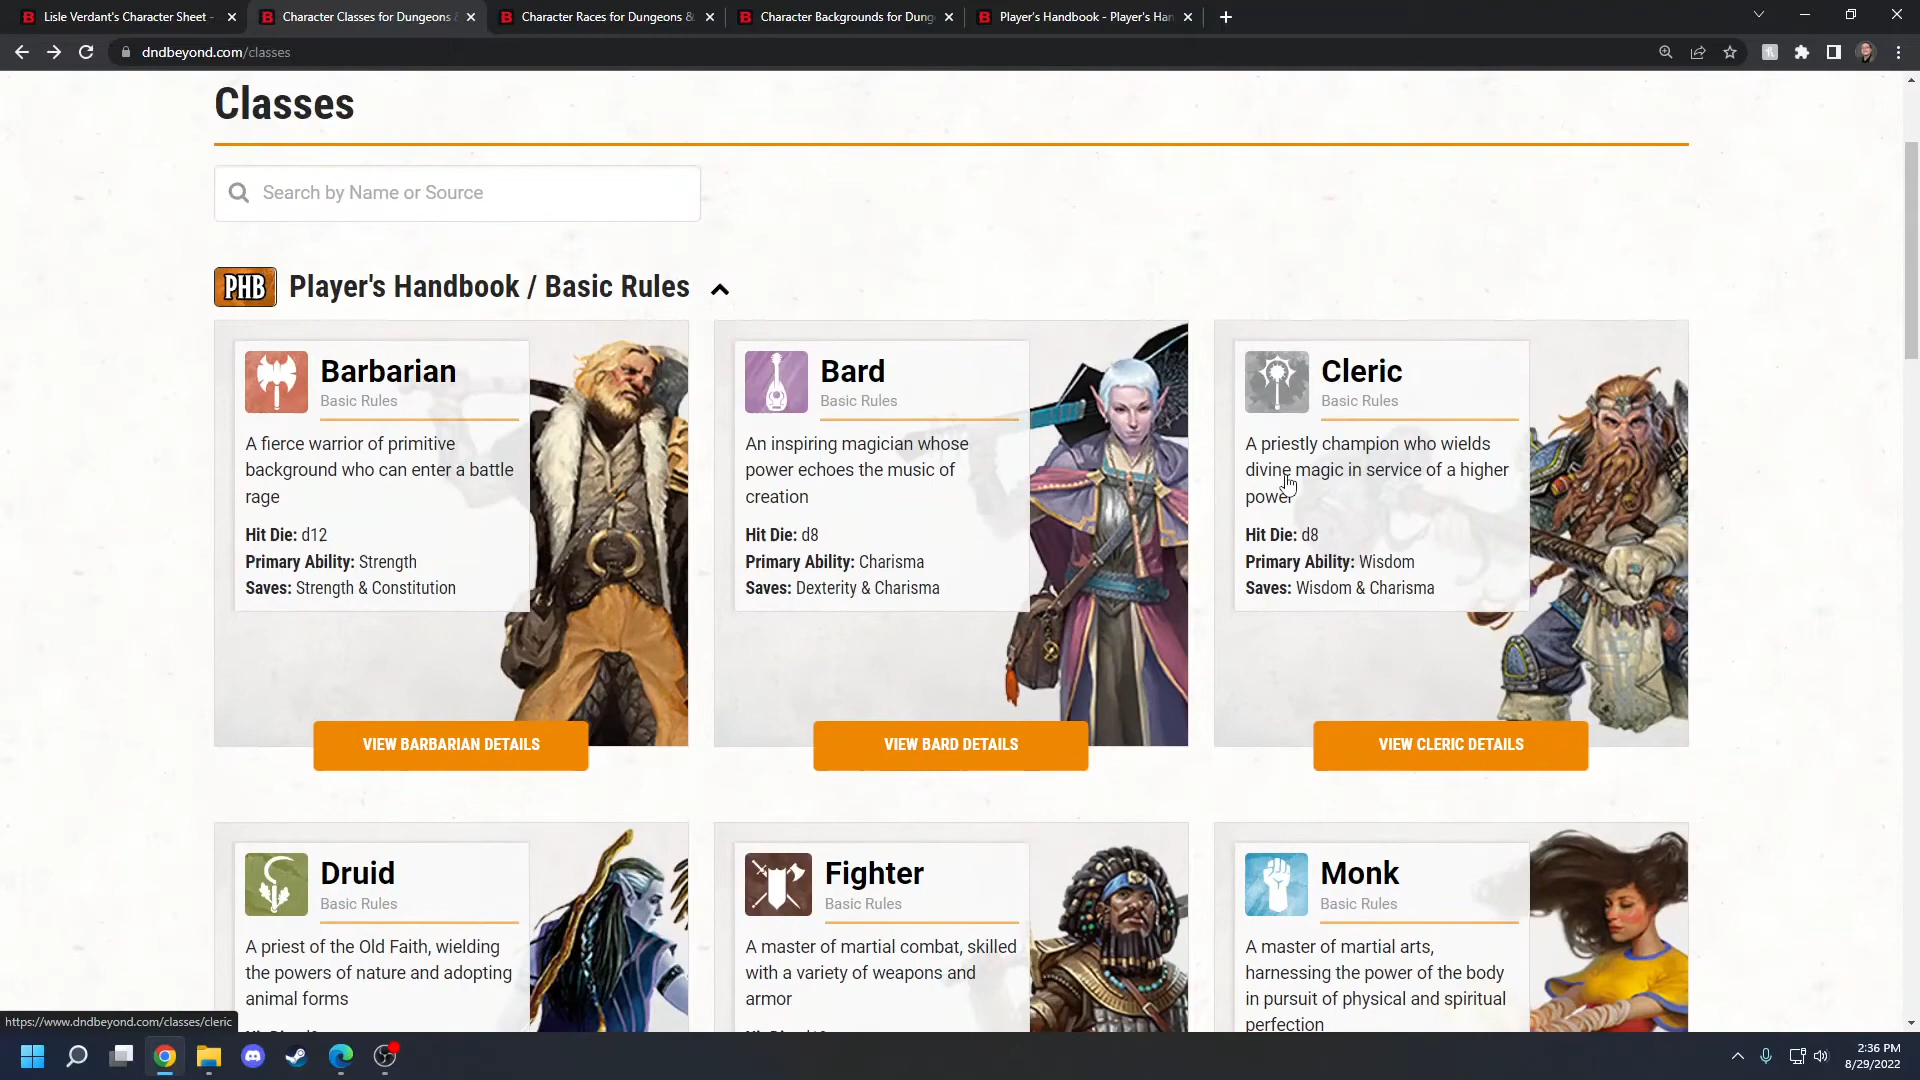 Lisle Verdant's Character Sheet -
Character Classes for Dungeons &
Character Races for Dungeons &
Character Backgrounds for Dung
Player's Handbook - Player's Han
dndbeyond.com/classes
Classes
Search by Name or Source
PHB Player's Handbook / Basic Rules
Barbarian
Basic Rules
A fierce warrior of primitive
background who can enter a battle
rage
Hit Die: d12
Primary Ability: Strength
Saves: Strength & Constitution
VIEW BARBARIAN DETAILS
Bard
Basic Rules
An inspiring magician whose
power echoes the music of
creation
Hit Die: d8
Primary Ability: Charisma
Saves: Dexterity & Charisma
VIEW BARD DETAILS
Cleric
Basic Rules
A priestly champion who wields
divine magic in service of a higher
power
Hit Die: d8
Primary Ability: Wisdom
Saves: Wisdom & Charisma
VIEW CLERIC DETAILS
Druid
Basic Rules
A priest of the Old Faith, wielding
the powers of nature and adopting
animal forms
Fighter
Basic Rules
A master of martial combat, skilled
with a variety of weapons and
armor
Monk
Basic Rules
A master of martial arts,
harnessing the power of the body
in pursuit of physical and spiritual
perfection
https://www.dndbeyond.com/classes/cleric
2:36 PM
8/29/2022